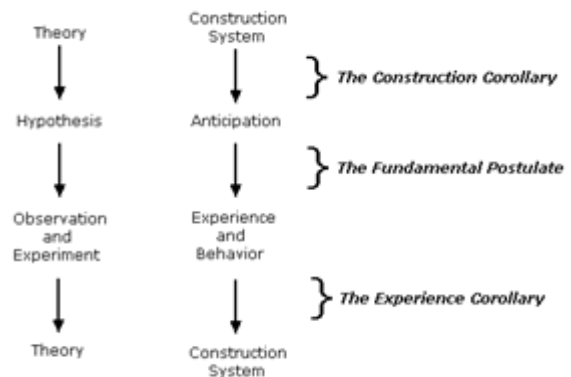 Theory
Construction
System
The Construction Corollary
Hypothesis
Anticipation
The Fundamental Postulate
Observation
and
Experiment
Experience
and
Behavior
The Experience Corollary
Theory
Construction
System